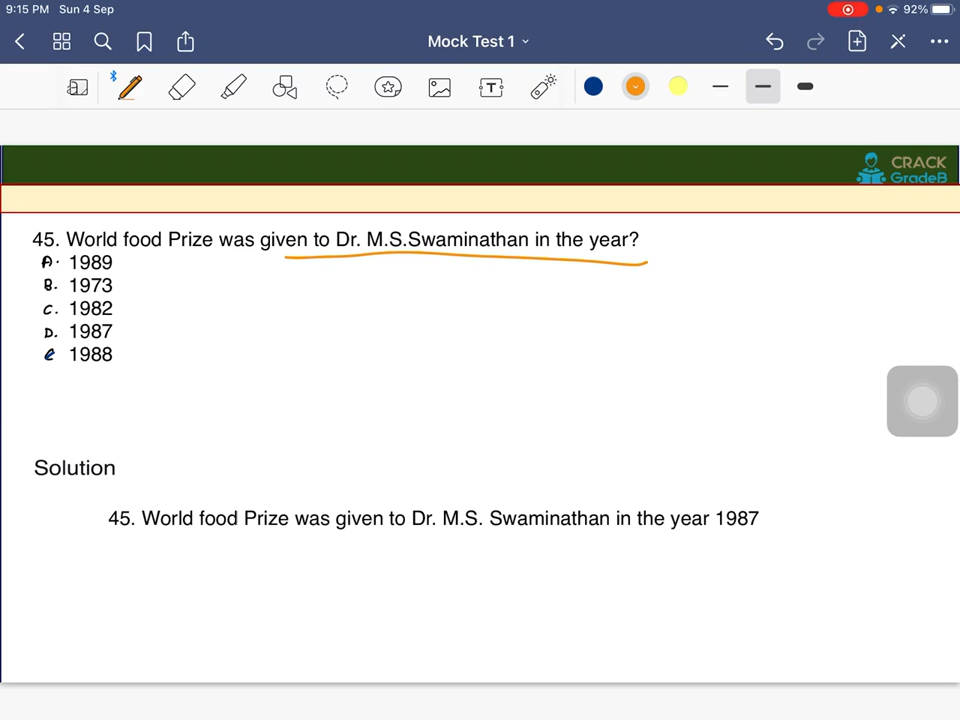 9:15 PM Sun 4 Sep 92%
Mock Test 1
T
CRACK
GradeB
45. World food Prize was given to Dr. M.S.Swaminathan in the year?
A. 1989
B. 1973
C. 1982
D. 1987
e 1988
Solution
45. World food Prize was given to Dr. M.S. Swaminathan in the year 1987